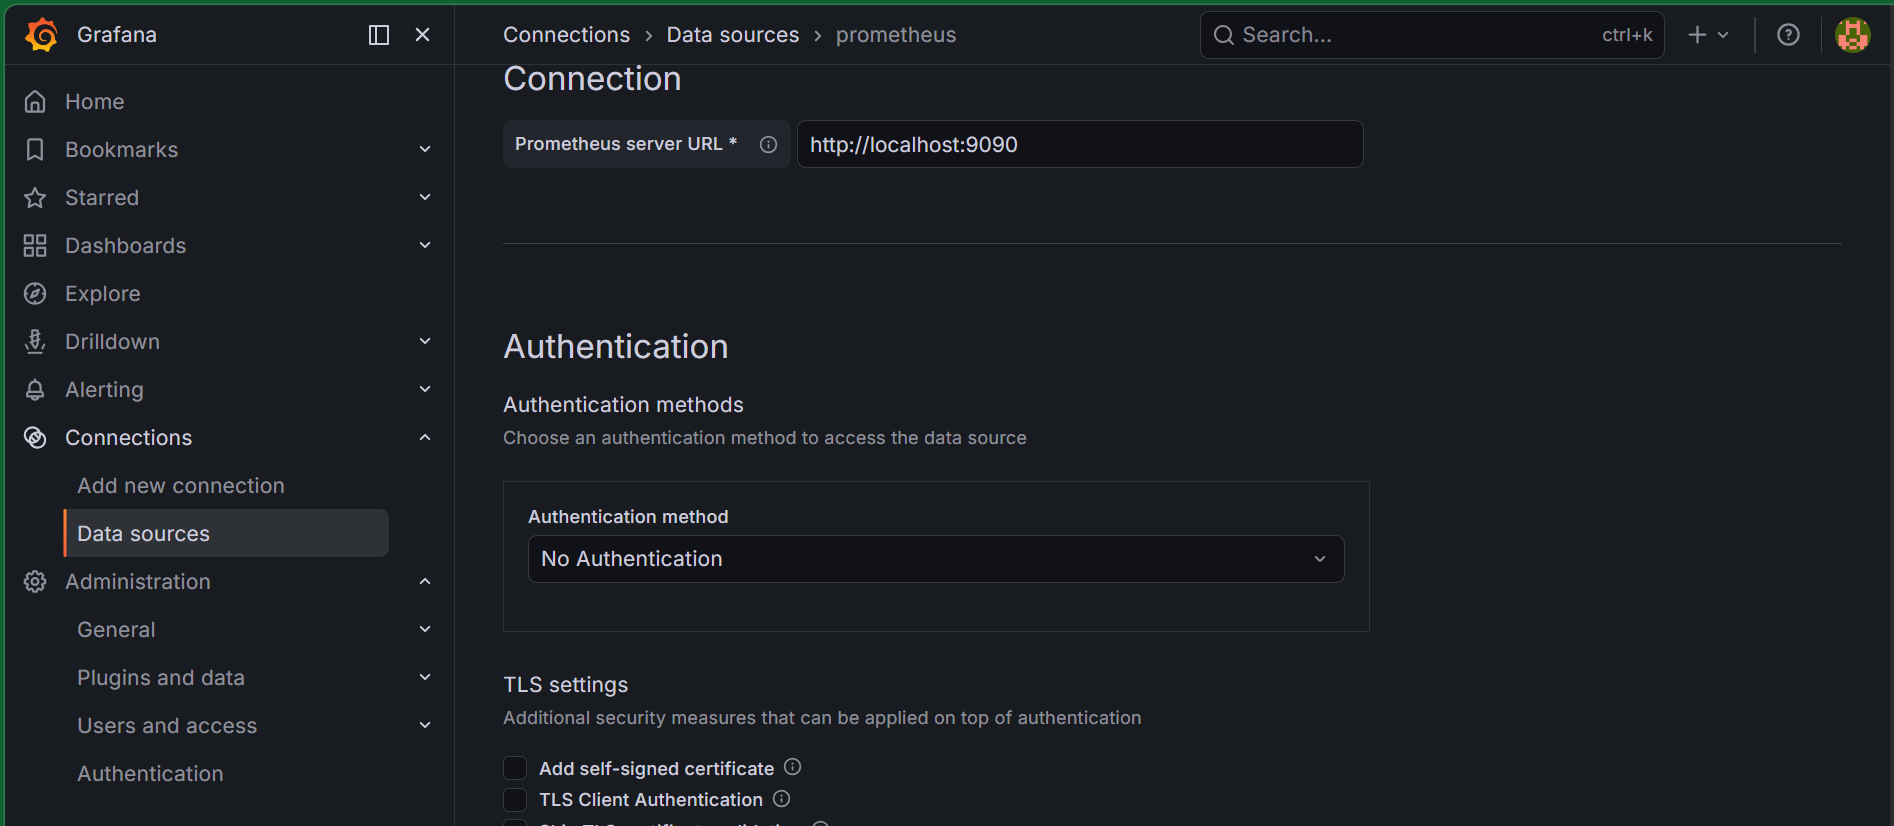 Grafana
Connections › Data sources › prometheus
Search...
ctrl+k
Home
Bookmarks
Starred
Dashboards
Explore
Drilldown
Alerting
Connections
Add new connection
Data sources
Administration
General
Plugins and data
Users and access
Authentication
Connection
Prometheus server URL *
http://localhost:9090
Authentication
Authentication methods
Choose an authentication method to access the data source
Authentication method
No Authentication
TLS settings
Additional security measures that can be applied on top of authentication
Add self-signed certificate
TLS Client Authentication